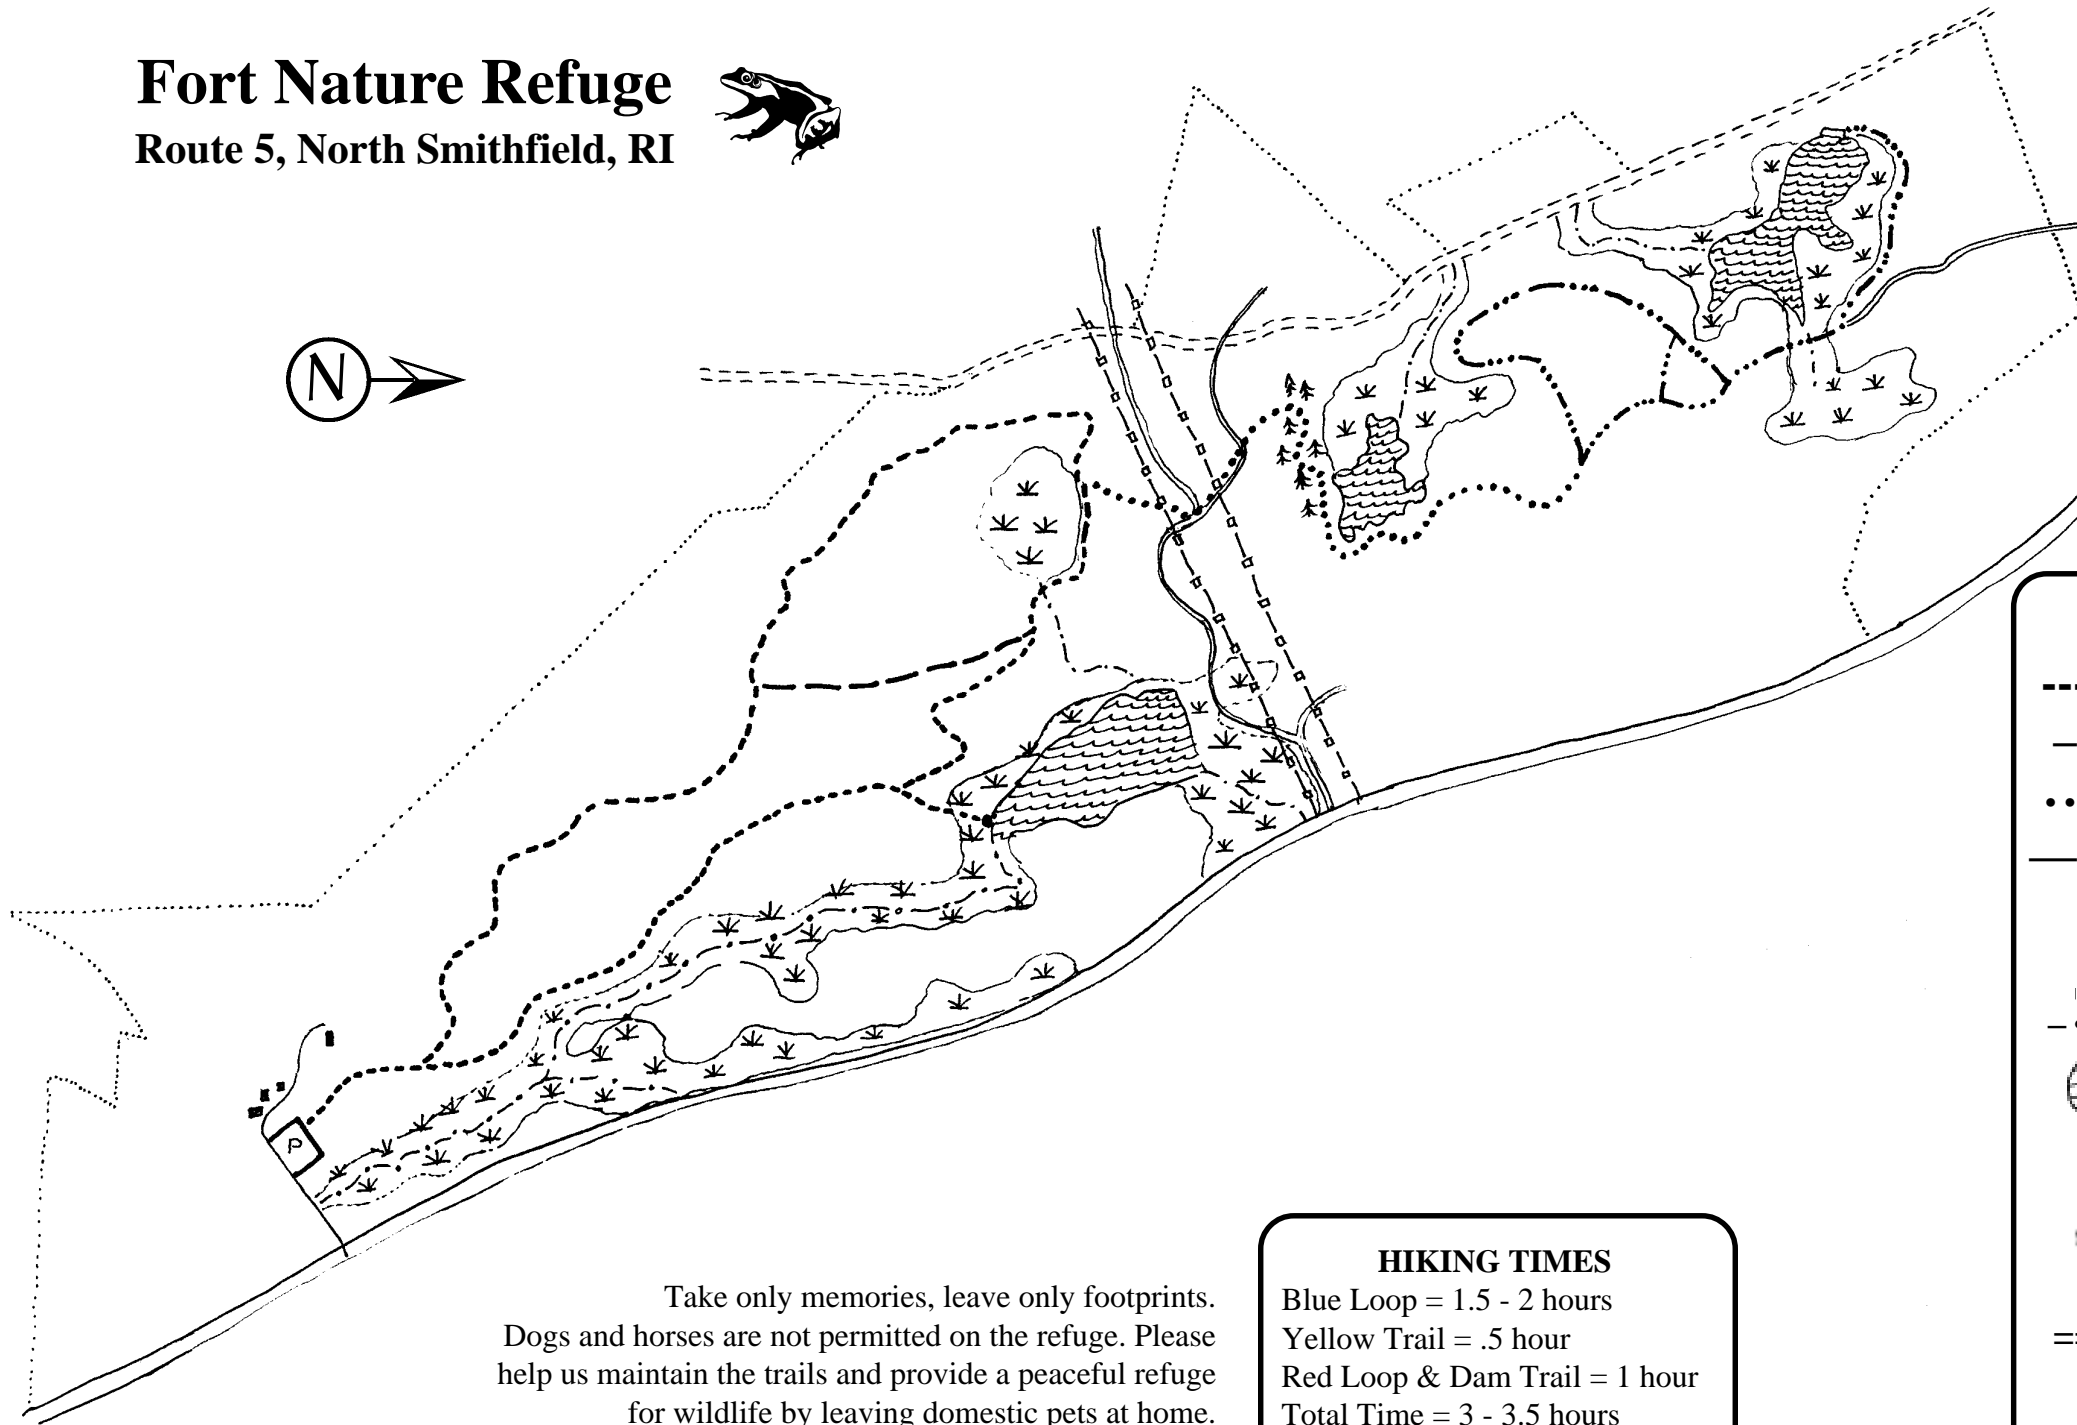 Fort Nature Refuge
Route 5, North Smithfield, RI
N
P
Take only memories, leave only footprints.
Dogs and horses are not permitted on the refuge. Please
help us maintain the trails and provide a peaceful refuge
for wildlife by leaving domestic pets at home.
HIKING TIMES
Blue Loop = 1.5 - 2 hours
Yellow Trail = .5 hour
Red Loop & Dam Trail = 1 hour
Total Time = 3 - 3.5 hours